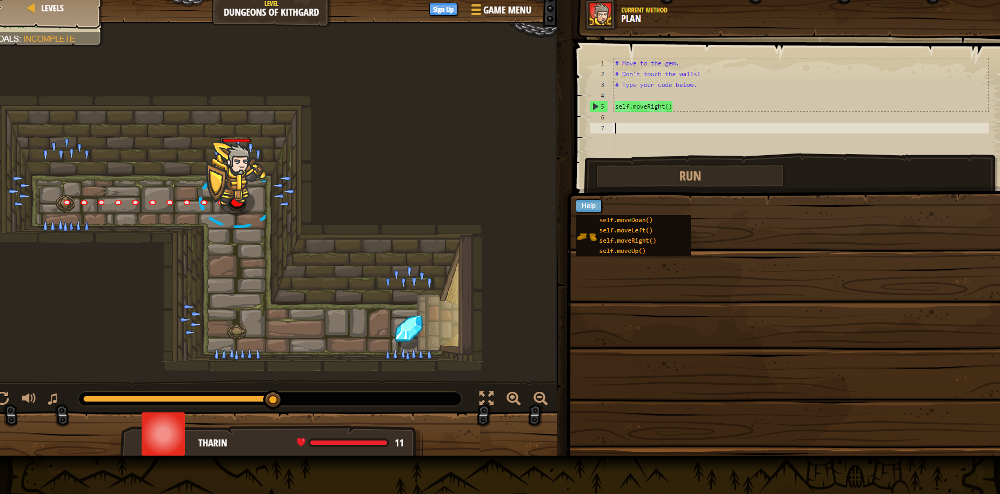 LEVELS
OALS: INCOMPLETE
LEVEL
DUNGEONS OF KITHGARD
Sign Up
GAME MENU
CURRENT METHOD
PLAN
1 # Move to the gem.
2 # Don't touch the walls!
3 # Type your code below.
4
5 self.moveRight()
6
7
RUN
Help
self.moveDown()
self.moveLeft()
self.moveRight()
self.moveUp()
THARIN
11